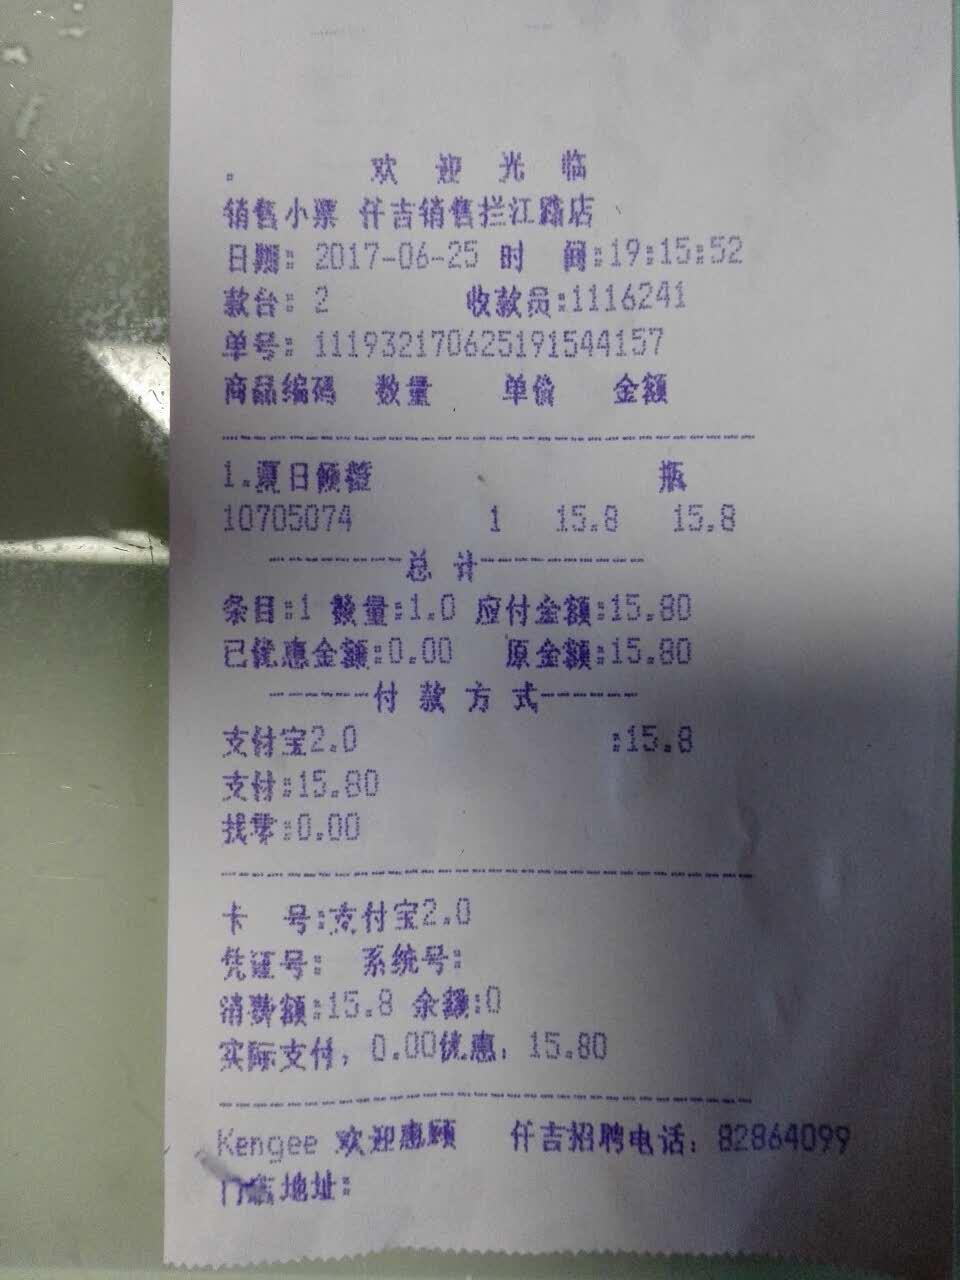 . 欢 迎 光 临
销售小票 仟吉销售拦江路店
日期: 2017-06-25 时 间:19:15:52
款台: 2 收款员:1116241
单号: 111932170625191544157
商品编码 数量 单价 金额
1.夏日倾橙 瓶
10705074 1 15.8 15.8
------- 总 计 ---------
条目:1 数量:1.0 应付金额:15.80
已优惠金额:0.00 原金额:15.80
------付 款 方 式------
支付宝2.0 :15.8
支付:15.80
找零:0.00
卡 号:支付宝2.0
凭证号: 系统号:
消费额:15.8 余额:0
实际支付, 0.00优惠, 15.80
Kengee 欢迎惠顾 仟吉招聘电话: 82864099
门店地址: